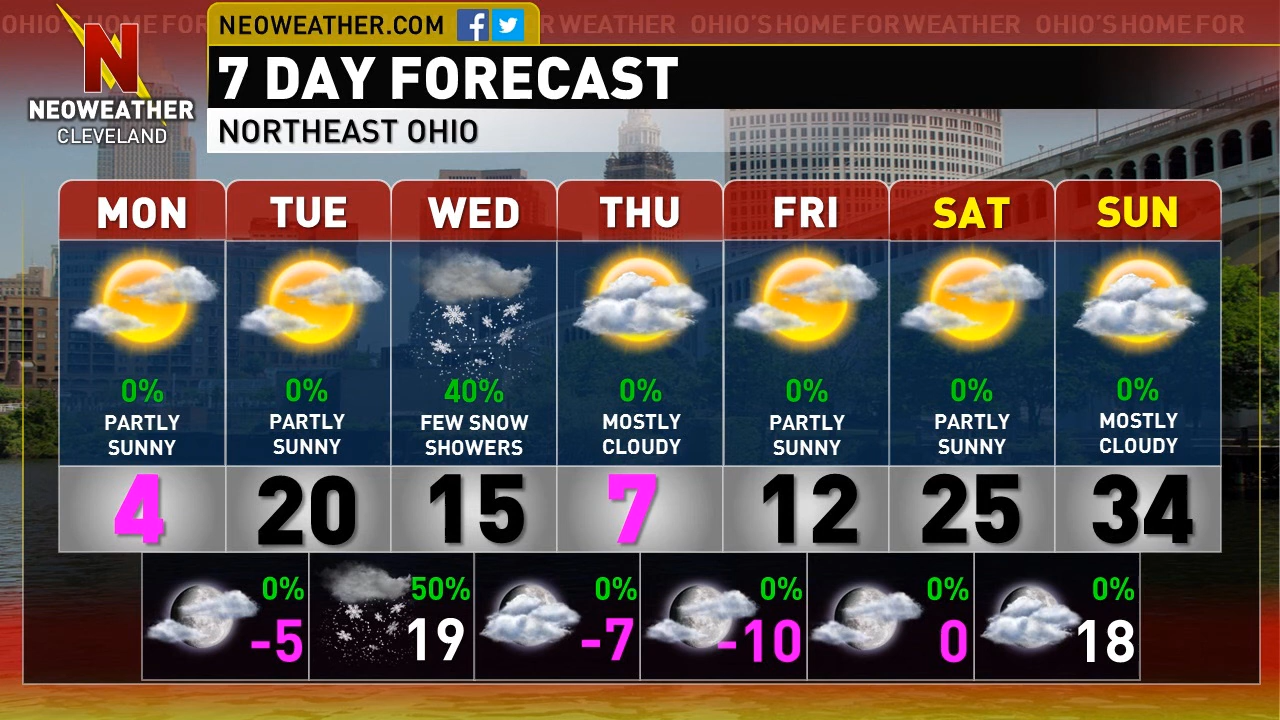 OHIO'S HOME FOR WEATHER OHIO'S HOME FOR WEATHER OHIO'S HOME FOR
NEOWEATHER.COM
N
NEOWEATHER
CLEVELAND
7 DAY FORECAST
NORTHEAST OHIO
MON TUE WED THU FRI SAT SUN
0% 0% 40% 0% 0% 0% 0%
PARTLY PARTLY FEW SNOW MOSTLY PARTLY PARTLY MOSTLY
SUNNY SUNNY SHOWERS CLOUDY SUNNY SUNNY CLOUDY
4 20 15 7 12 25 34
0% 50% 0% 0% 0% 0%
-5 19 -7 -10 0 18